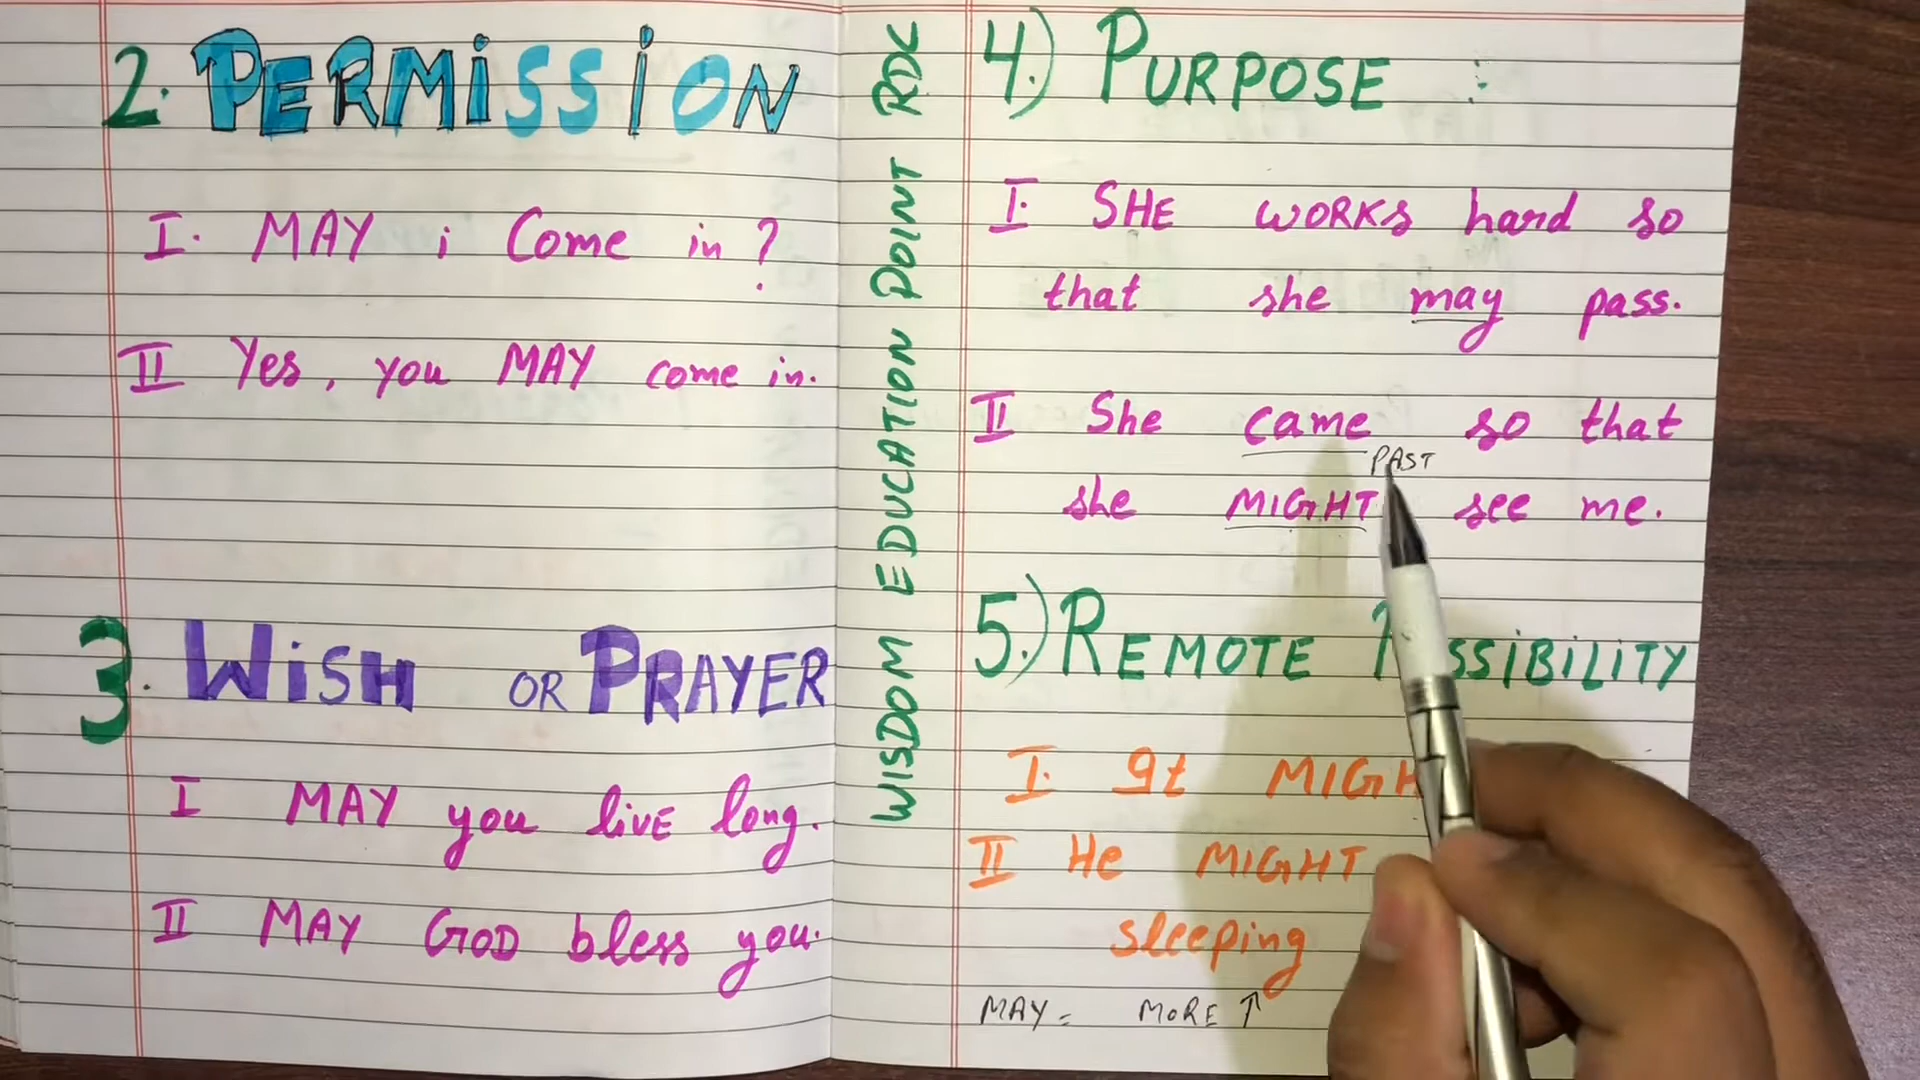 2. PERMiSSiON
I. MAY i Come in ?
II Yes, you MAY come in.
3. WiSH OR PRAYER
I MAY you livE long.
II MAY GOD bless you.
WISDOM EDUCATION POINT RDC
4.) PURPOSE :
I. SHE WORKs hard so
that she may pass.
II She came so that
PAST
she MIGHT see me.
5.) REMOTE
I. It
II He MIGHT
sleeping
MAY = MORE ↑